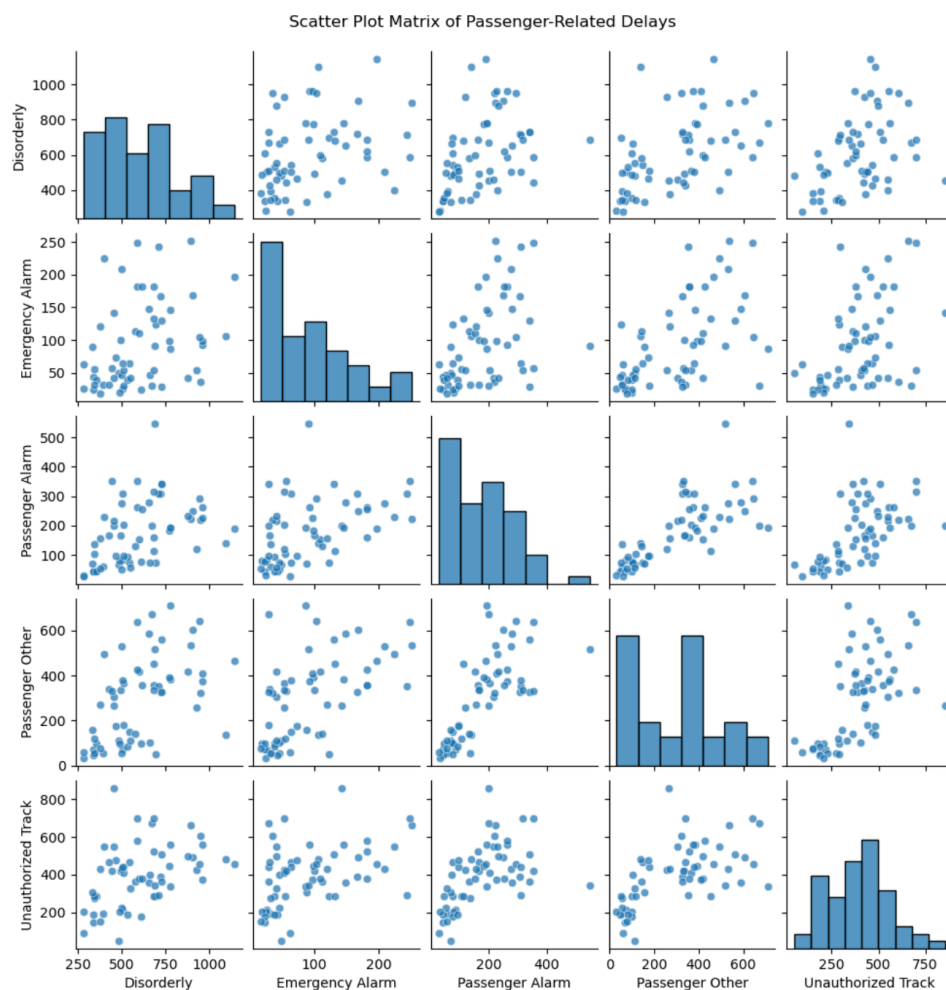 Scatter Plot Matrix of Passenger-Related Delays
Disorderly
1000
800
600
400
Emergency Alarm
250
200
150
100
50
Passenger Alarm
500
400
300
200
100
Passenger Other
600
400
200
0
Unauthorized Track
800
600
400
200
250 500 750 1000
100 200
200 400
0 200 400 600
250 500 750
Disorderly
Emergency Alarm
Passenger Alarm
Passenger Other
Unauthorized Track